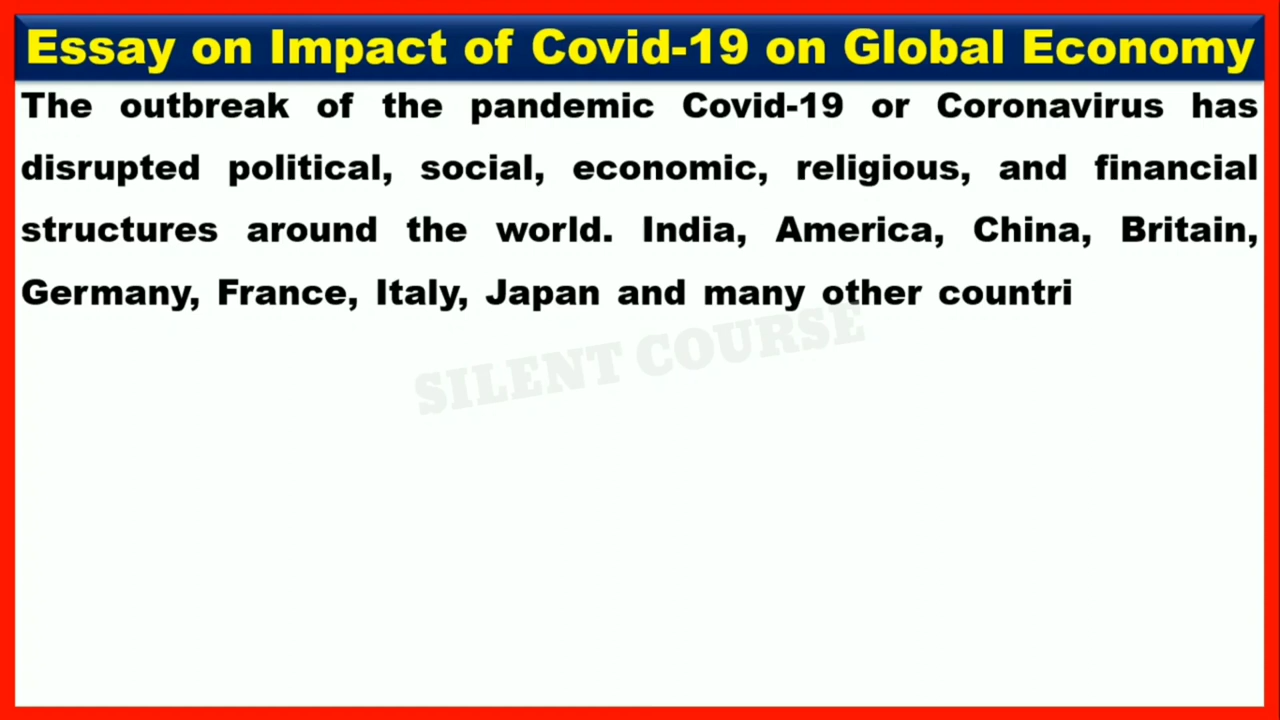 Essay on Impact of Covid-19 on Global Economy
The outbreak of the pandemic Covid-19 or Coronavirus has
disrupted political, social, economic, religious, and financial
structures around the world. India, America, China, Britain,
Germany, France, Italy, Japan and many other countri
SILENT COURSE